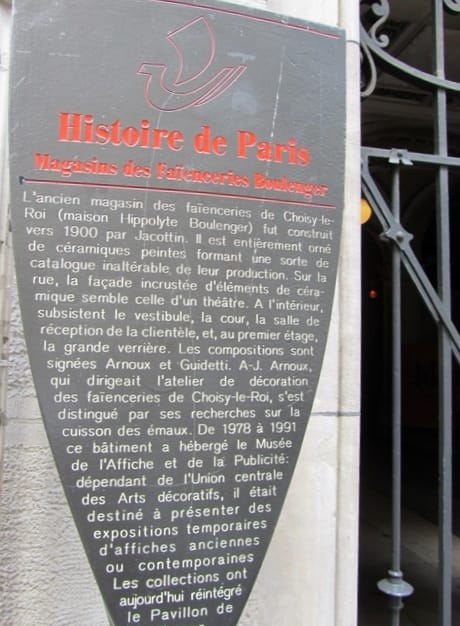 Histoire de Paris
Magasins des Faïenceries Boulenger
L'ancien magasin des faïenceries de Choisy-le-
Roi (maison Hippolyte Boulenger) fut construit
vers 1900 par Jacottin. Il est entièrement orné
de céramiques peintes formant une sorte de
catalogue inaltérable de leur production. Sur la
rue, la façade incrustée d'éléments de céra-
mique semble celle d'un théâtre. A l'intérieur,
subsistent le vestibule, la cour, la salle de
réception de la clientèle, et, au premier étage,
la grande verrière. Les compositions sont
signées Arnoux et Guidetti. A-J. Arnoux,
qui dirigeait l'atelier de décoration
des faïenceries de Choisy-le-Roi, s'est
distingué par ses recherches sur la
cuisson des émaux. De 1978 à 1991
ce bâtiment a hébergé le Musée
de l'Affiche et de la Publicité:
dépendant de l'Union centrale
des Arts décoratifs, il était
destiné à présenter des
expositions temporaires
d'affiches anciennes
ou contemporaines
Les collections ont
aujourd'hui réintégré
le Pavillon de